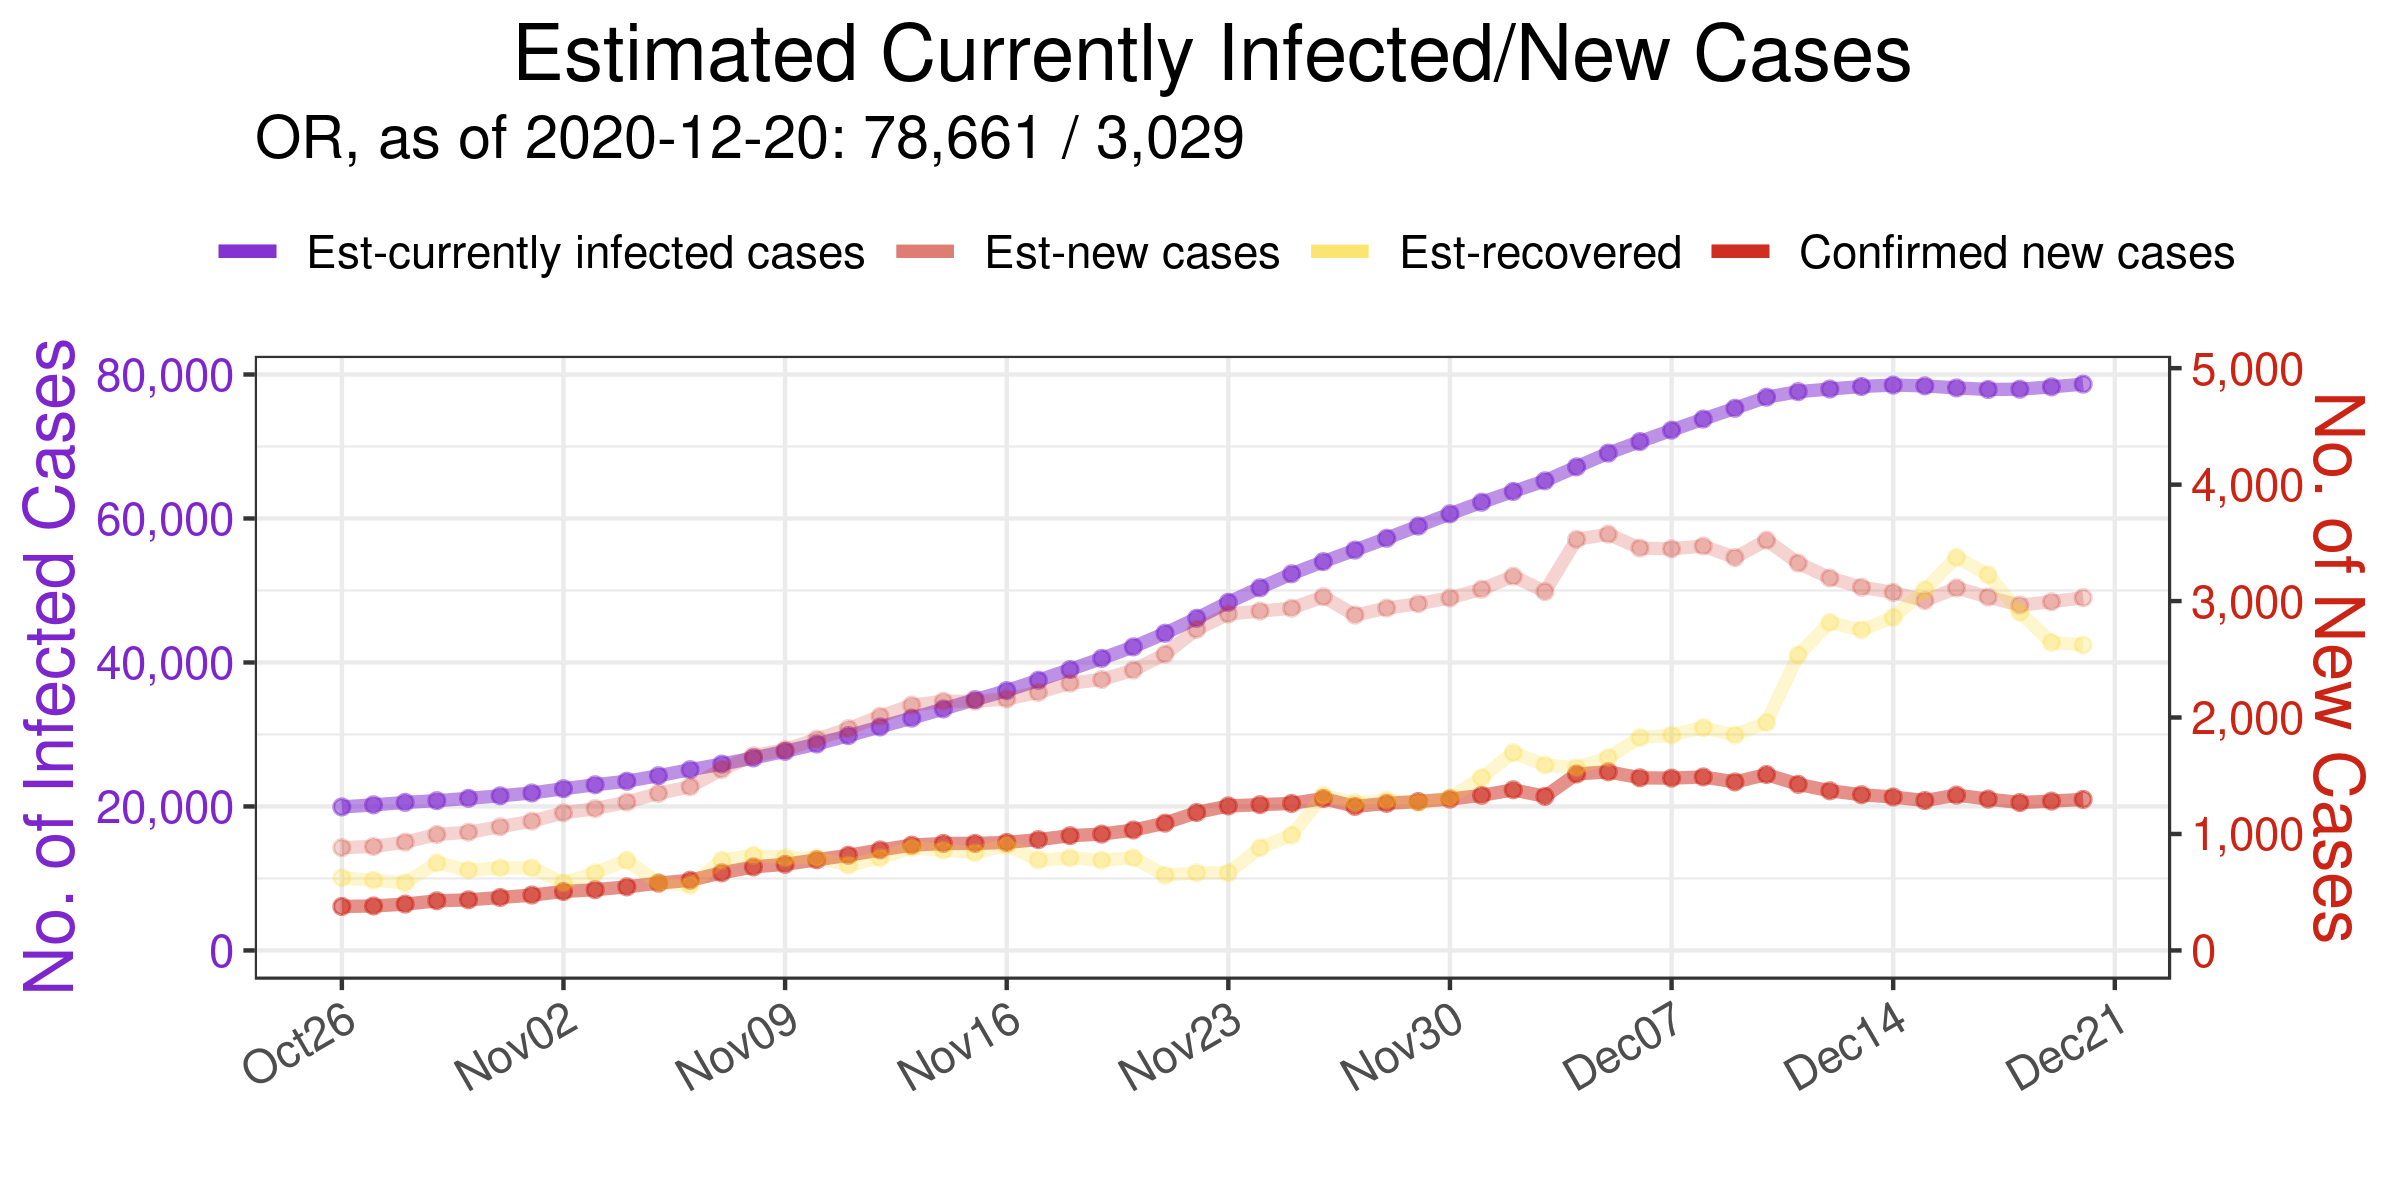 Estimated Currently Infected/New Cases
OR, as of 2020-12-20: 78,661 / 3,029
Est-currently infected cases Est-new cases Est-recovered Confirmed new cases
No. of Infected Cases
80,000
60,000
40,000
20,000
0
5,000
4,000
3,000
2,000
1,000
0
No. of New Cases
Oct26 Nov02 Nov09 Nov16 Nov23 Nov30 Dec07 Dec14 Dec21